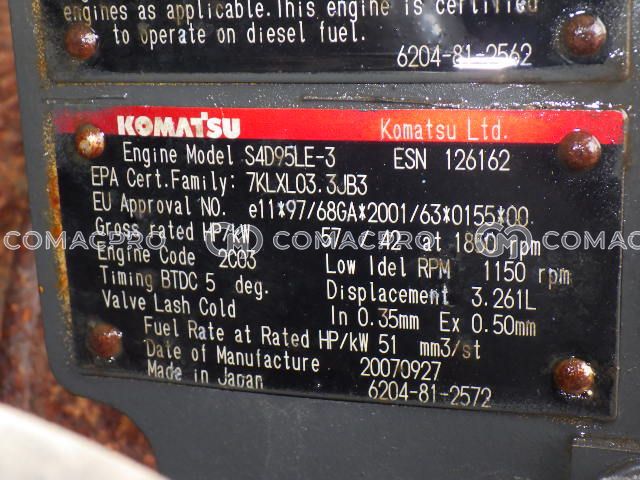 engines as applicable.This engine is certified
to operate on diesel fuel.
6204-81-2562
KOMATSU Komatsu Ltd.
Engine Model S4D95LE-3 ESN 126162
EPA Cert.Family: 7KLXL03.3JB3
EU Approval NO. e11*97/68GA*2001/63*0155*00
Gross rated HP/kW 57 / 42 at 1850 rpm
COMACPRO COMACPRO COMACPRO
Engine Code 2C03 Low Idel RPM 1150 rpm
Timing BTDC 5 deg. Displacement 3.261L
Valve Lash Cold In 0.35mm Ex 0.50mm
Fuel Rate at Rated HP/kW 51 mm3/st
Date of Manufacture 20070927
Made in Japan 6204-81-2572